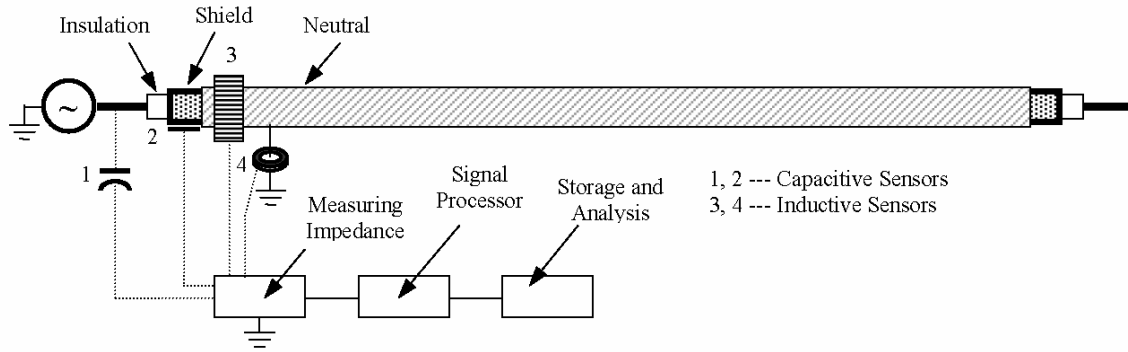 Insulation
Shield
Neutral
3
~
2
1
4
1, 2 --- Capacitive Sensors
3, 4 --- Inductive Sensors
Measuring
Impedance
Signal
Processor
Storage and
Analysis